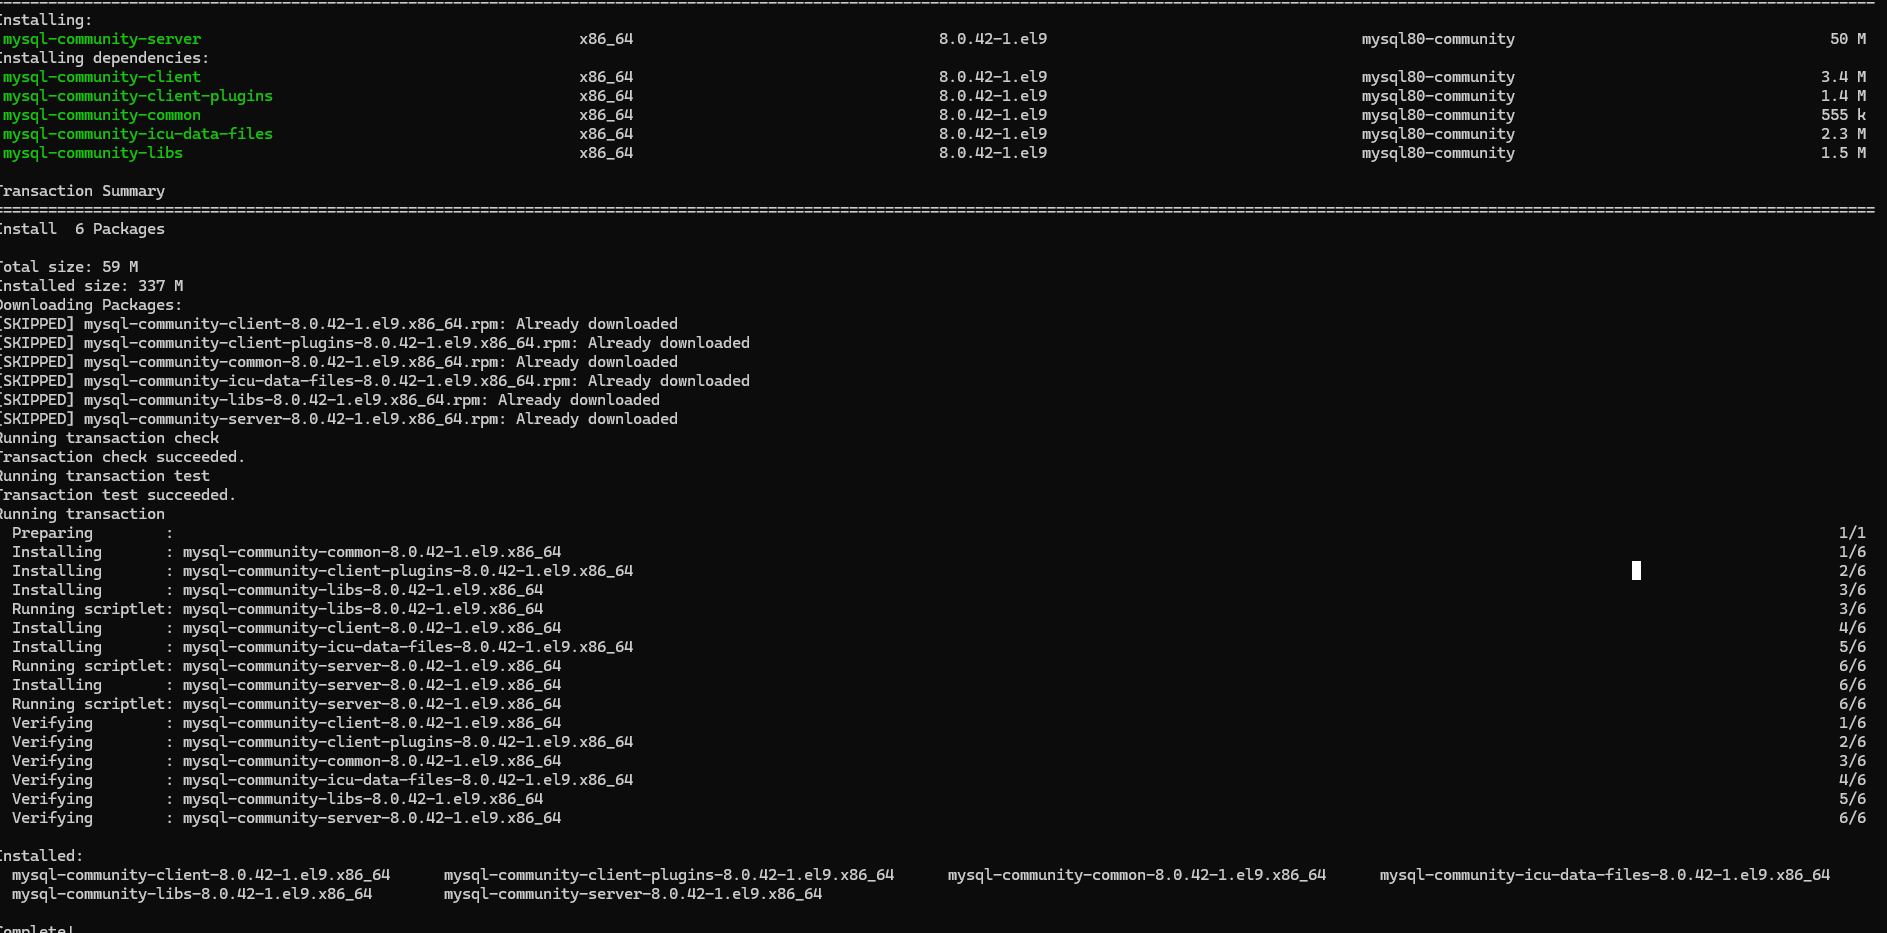 Installing:
mysql-community-server x86_64 8.0.42-1.el9 mysql80-community 50 M
Installing dependencies:
mysql-community-client x86_64 8.0.42-1.el9 mysql80-community 3.4 M
mysql-community-client-plugins x86_64 8.0.42-1.el9 mysql80-community 1.4 M
mysql-community-common x86_64 8.0.42-1.el9 mysql80-community 555 k
mysql-community-icu-data-files x86_64 8.0.42-1.el9 mysql80-community 2.3 M
mysql-community-libs x86_64 8.0.42-1.el9 mysql80-community 1.5 M
Transaction Summary
Install 6 Packages
Total size: 59 M
Installed size: 337 M
Downloading Packages:
[SKIPPED] mysql-community-client-8.0.42-1.el9.x86_64.rpm: Already downloaded
[SKIPPED] mysql-community-client-plugins-8.0.42-1.el9.x86_64.rpm: Already downloaded
[SKIPPED] mysql-community-common-8.0.42-1.el9.x86_64.rpm: Already downloaded
[SKIPPED] mysql-community-icu-data-files-8.0.42-1.el9.x86_64.rpm: Already downloaded
[SKIPPED] mysql-community-libs-8.0.42-1.el9.x86_64.rpm: Already downloaded
[SKIPPED] mysql-community-server-8.0.42-1.el9.x86_64.rpm: Already downloaded
Running transaction check
Transaction check succeeded.
Running transaction test
Transaction test succeeded.
Running transaction
Preparing : 1/1
Installing : mysql-community-common-8.0.42-1.el9.x86_64 1/6
Installing : mysql-community-client-plugins-8.0.42-1.el9.x86_64 2/6
Installing : mysql-community-libs-8.0.42-1.el9.x86_64 3/6
Running scriptlet: mysql-community-libs-8.0.42-1.el9.x86_64 3/6
Installing : mysql-community-client-8.0.42-1.el9.x86_64 4/6
Installing : mysql-community-icu-data-files-8.0.42-1.el9.x86_64 5/6
Running scriptlet: mysql-community-server-8.0.42-1.el9.x86_64 6/6
Installing : mysql-community-server-8.0.42-1.el9.x86_64 6/6
Running scriptlet: mysql-community-server-8.0.42-1.el9.x86_64 6/6
Verifying : mysql-community-client-8.0.42-1.el9.x86_64 1/6
Verifying : mysql-community-client-plugins-8.0.42-1.el9.x86_64 2/6
Verifying : mysql-community-common-8.0.42-1.el9.x86_64 3/6
Verifying : mysql-community-icu-data-files-8.0.42-1.el9.x86_64 4/6
Verifying : mysql-community-libs-8.0.42-1.el9.x86_64 5/6
Verifying : mysql-community-server-8.0.42-1.el9.x86_64 6/6
Installed:
mysql-community-client-8.0.42-1.el9.x86_64 mysql-community-client-plugins-8.0.42-1.el9.x86_64 mysql-community-common-8.0.42-1.el9.x86_64 mysql-community-icu-data-files-8.0.42-1.el9.x86_64
mysql-community-libs-8.0.42-1.el9.x86_64 mysql-community-server-8.0.42-1.el9.x86_64
Complete!